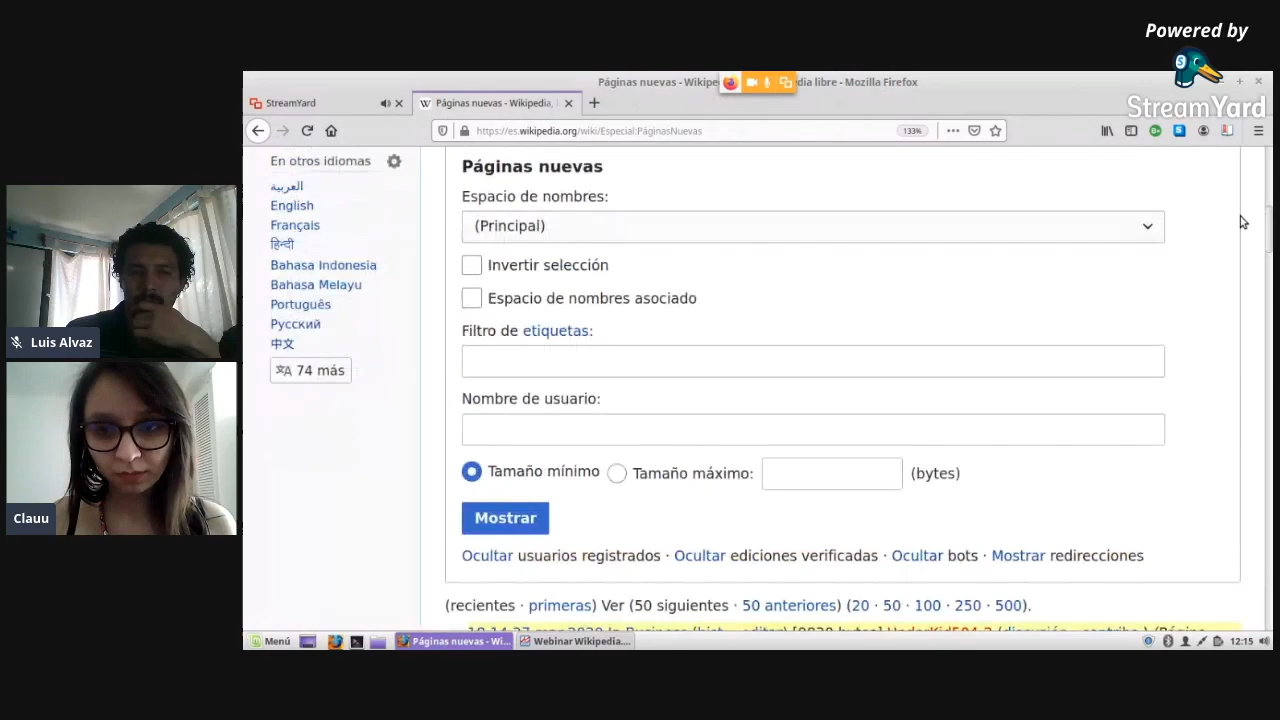 Powered by
StreamYard
Páginas nuevas - Wikipe
dia libre - Mozilla Firefox
StreamYard
Páginas nuevas - Wikipedia,
https://es.wikipedia.org/wiki/Especial:PáginasNuevas
133%
En otros idiomas
العربية
English
Français
हिन्दी
Bahasa Indonesia
Bahasa Melayu
Português
Русский
中文
74 más
Páginas nuevas
Espacio de nombres:
(Principal)
Invertir selección
Espacio de nombres asociado
Filtro de etiquetas:
Nombre de usuario:
Tamaño mínimo Tamaño máximo: (bytes)
Mostrar
Ocultar usuarios registrados · Ocultar ediciones verificadas · Ocultar bots · Mostrar redirecciones
(recientes · primeras) Ver (50 siguientes · 50 anteriores) (20 · 50 · 100 · 250 · 500).
Luis Alvaz
Clauu
Menú
Páginas nuevas - Wi...
Webinar Wikipedia....
12:15